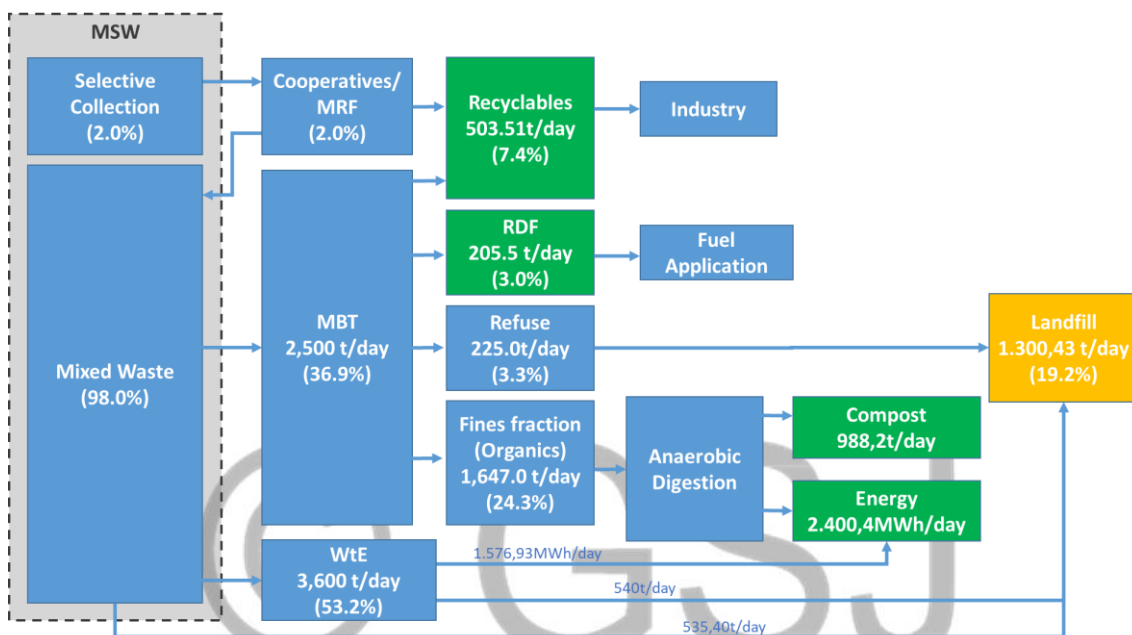 MSW
Selective
Collection
(2.0%)
Cooperatives/
MRF
(2.0%)
Recyclables
503.51t/day
(7.4%)
Industry
Mixed Waste
(98.0%)
MBT
2,500 t/day
(36.9%)
RDF
205.5 t/day
(3.0%)
Fuel
Application
Refuse
225.0t/day
(3.3%)
Landfill
1.300,43 t/day
(19.2%)
Fines fraction
(Organics)
1,647.0 t/day
(24.3%)
Anaerobic
Digestion
Compost
988,2t/day
Energy
2.400,4MWh/day
WtE
3,600 t/day
(53.2%)
1.576,93MWh/day
540t/day
535,40t/day
© GSJ